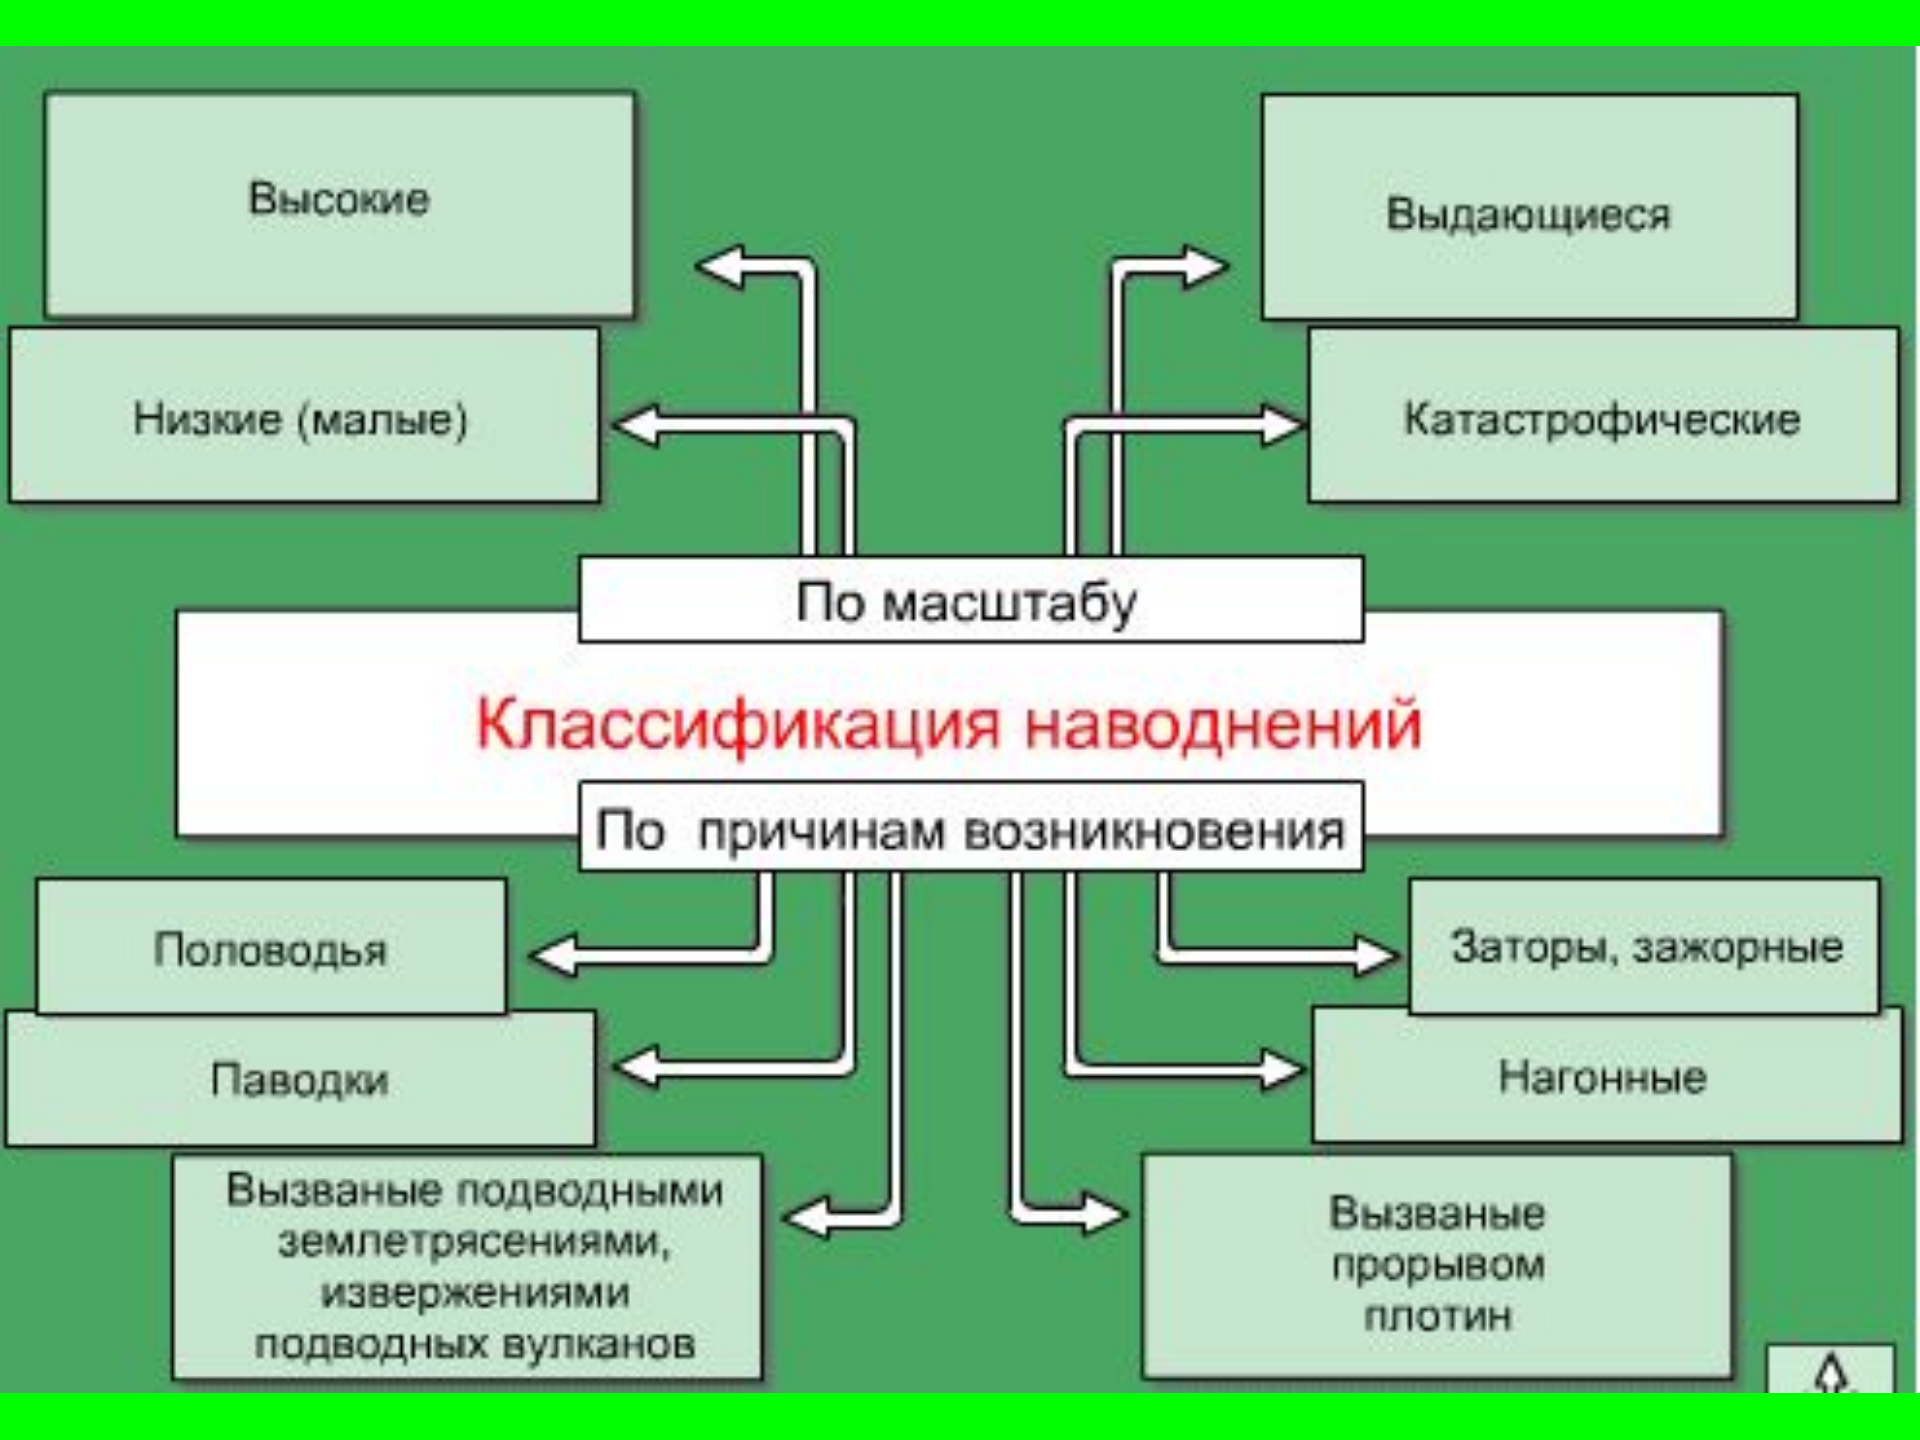 Высокие
Выдающиеся
Низкие (малые)
Катастрофические
По масштабу
Классификация наводнений
По причинам возникновения
Половодья
Заторы, зажорные
Паводки
Нагонные
Вызваные подводными
землетрясениями,
извержениями
подводных вулканов
Вызваные
прорывом
плотин